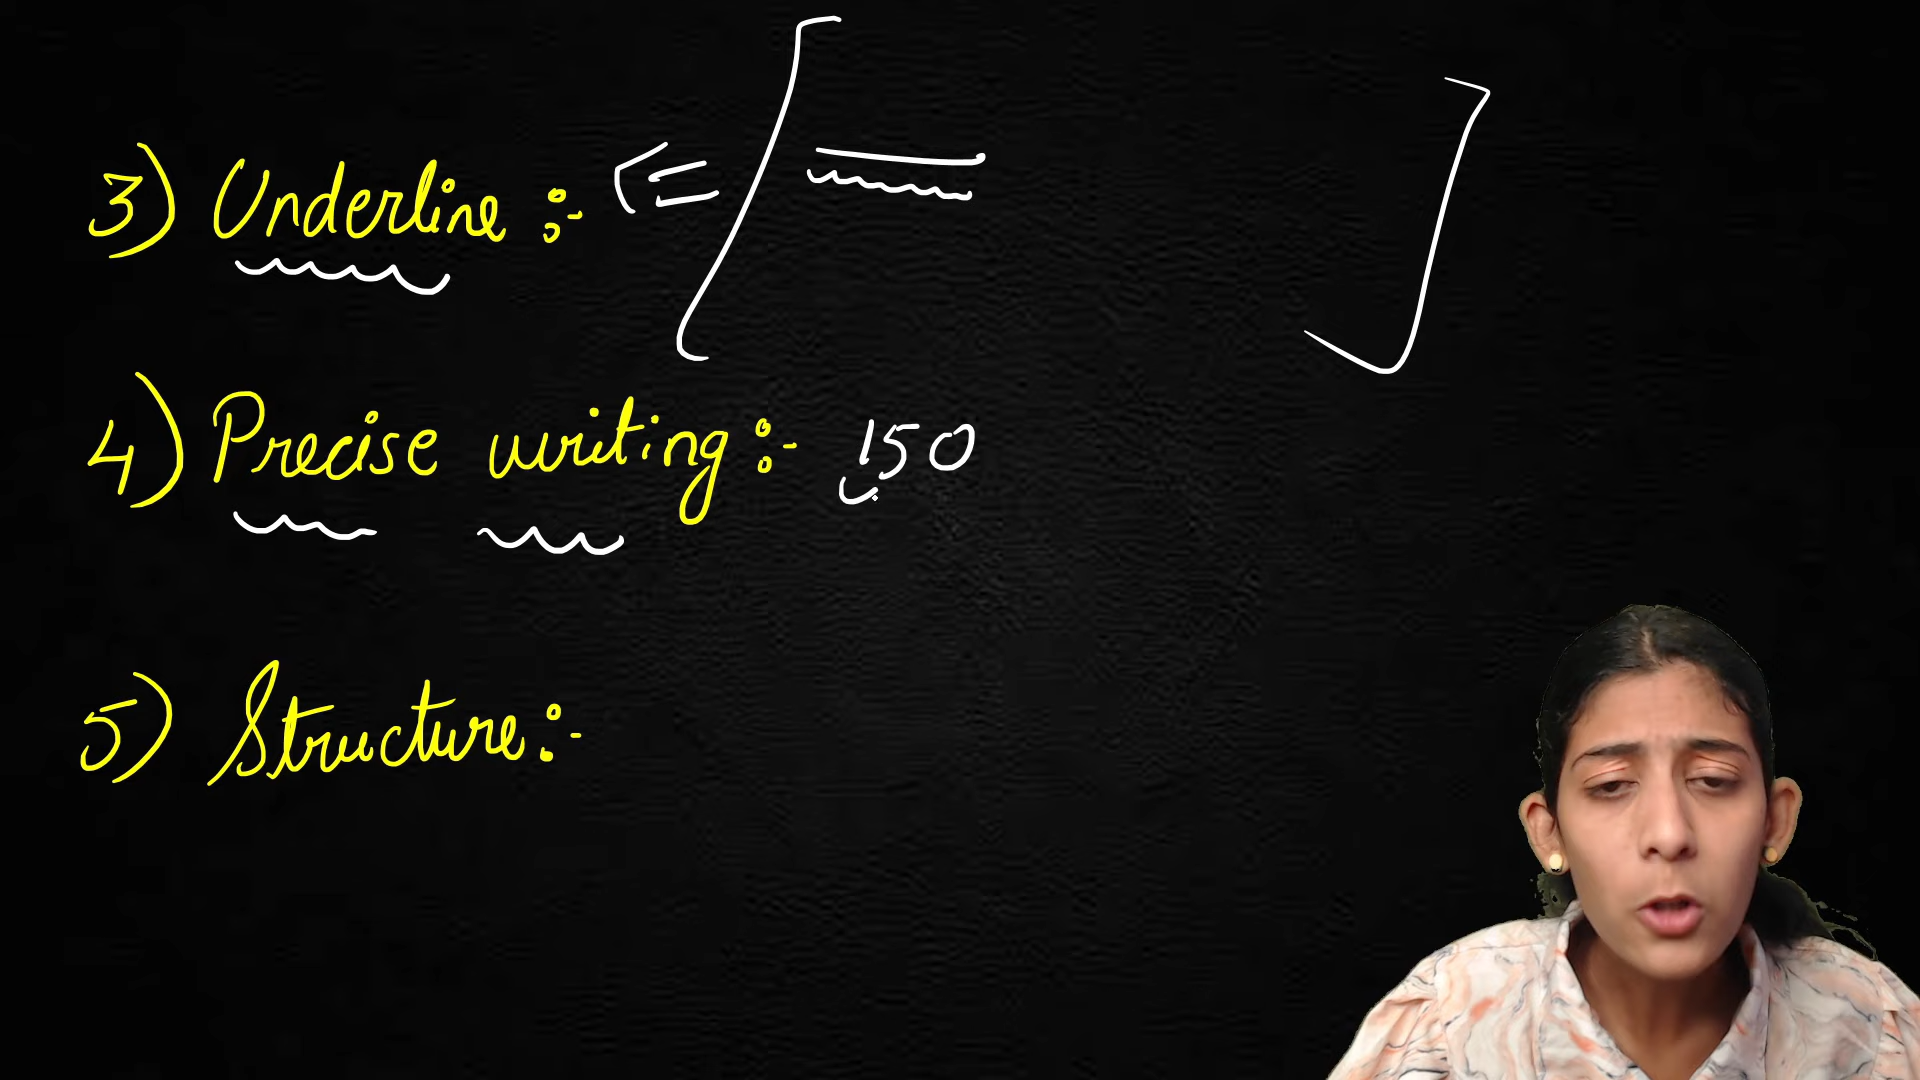 3) Underline :-
4) Precise writing :- 150
5) Structure :-